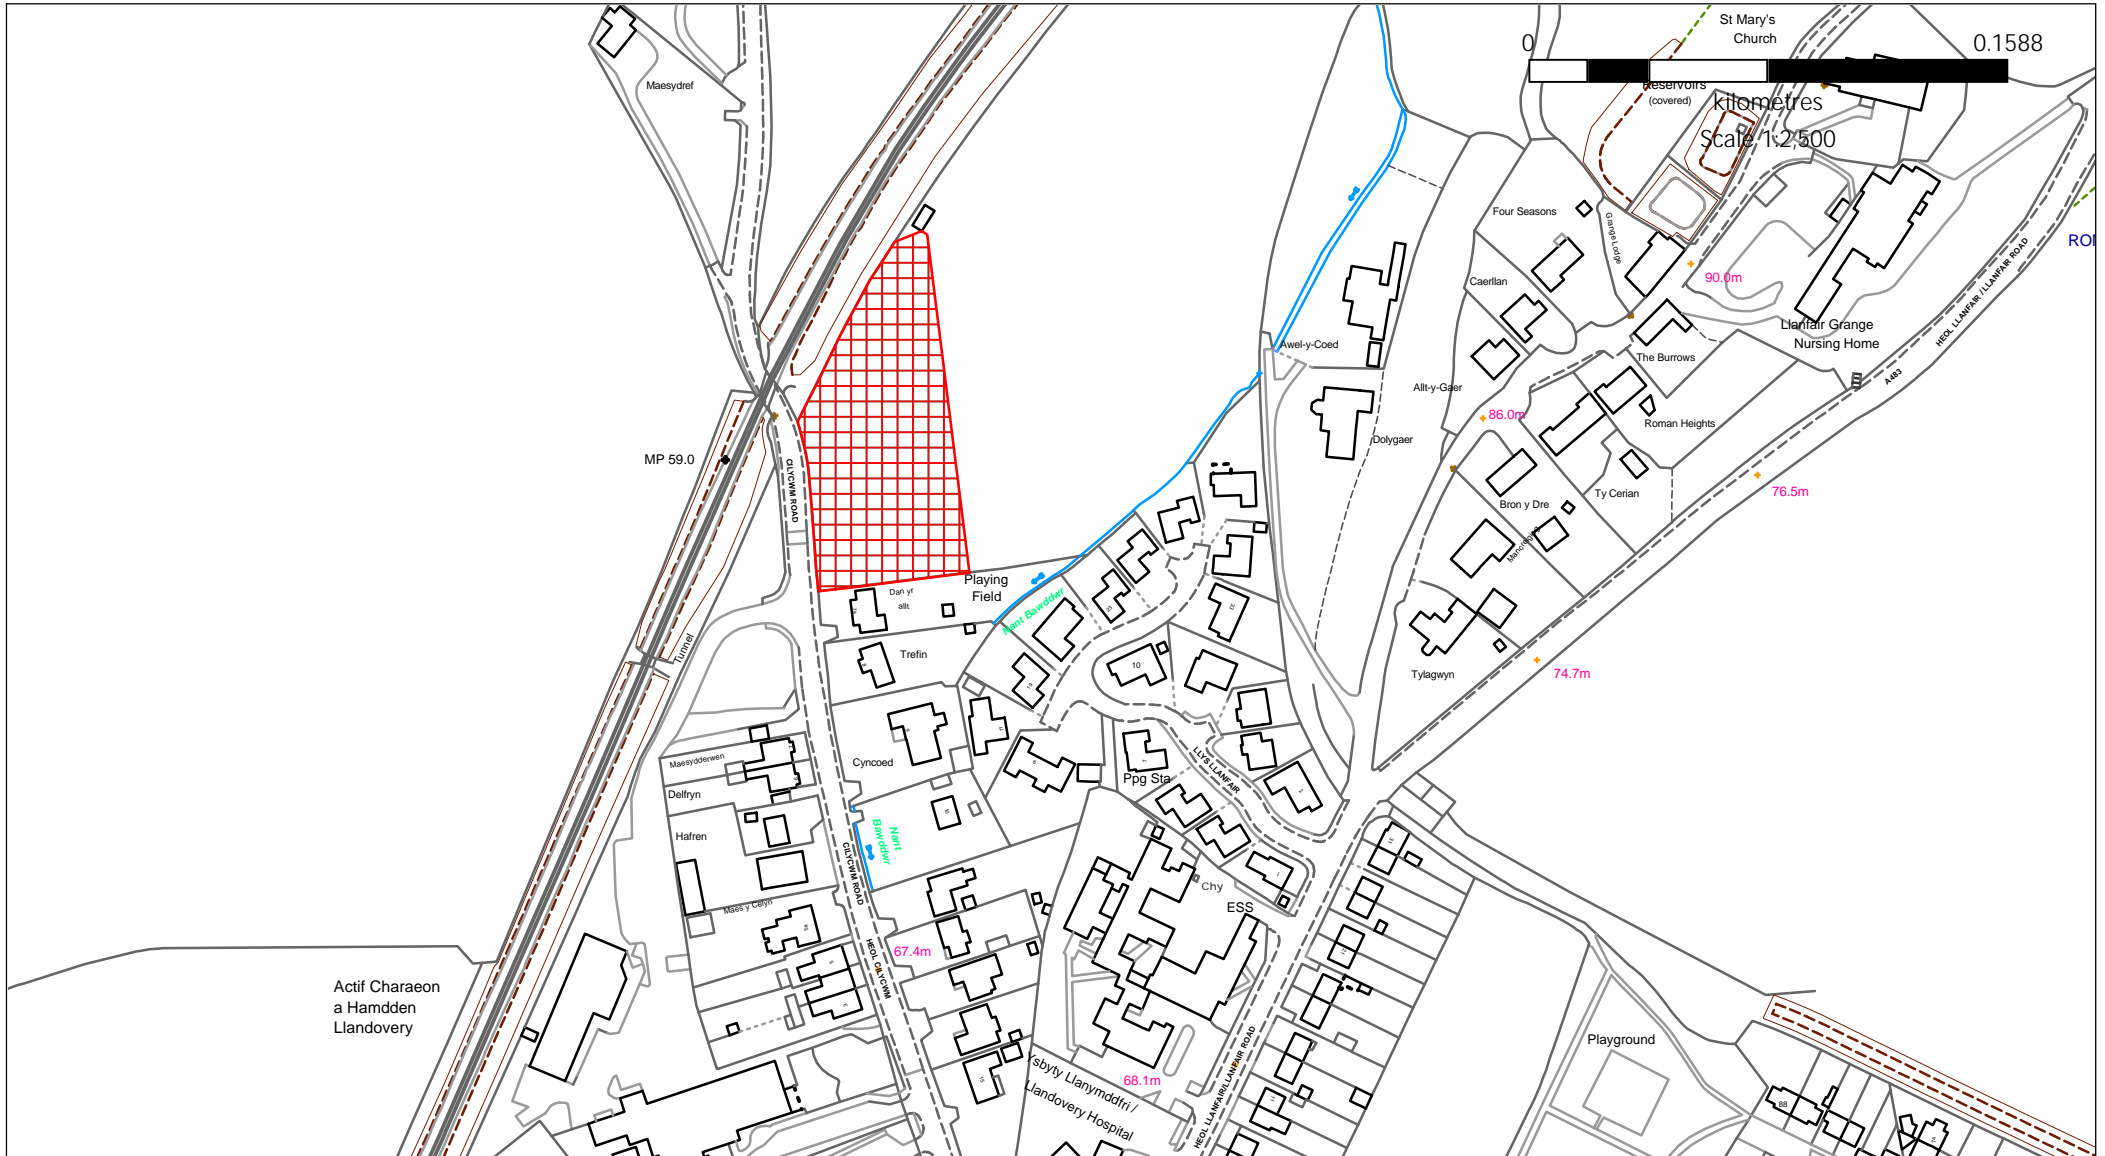 St Mary's
Church
0
0.1588
Maesydref
Reservoirs
(covered)
kilometres
Scale 1:2,500
Four Seasons
Grange Lodge
HEOL LLANFAIR / LLANFAIR ROAD
90.0m
Caerllan
Llanfair Grange
Nursing Home
Awel-y-Coed
The Burrows
A483
Allt-y-Gaer
86.0m
Roman Heights
Dolygaer
MP 59.0
CILYCWM ROAD
76.5m
Ty Cerian
Bron y Dre
Playing
Field
Dan yr
allt
Nant Bawddwr
23
33
Tunnel
Trefin
10
19
Tylagwyn
74.7m
Maesydderwen
Cyncoed
LLYS LLANFAIR
Ppg Sta
Delfryn
Hafren
Nant
Bawddwr
CILYCWM ROAD
Chy
ESS
Maes y Celyn
67.4m
HEOL CILYCWM
Actif Charaeon
a Hamdden
Llandovery
Playground
HEOL LLANFAIR/LLANFAIR ROAD
Ysbyty Llanymddfri /
Llandovery Hospital
68.1m
15
11
88